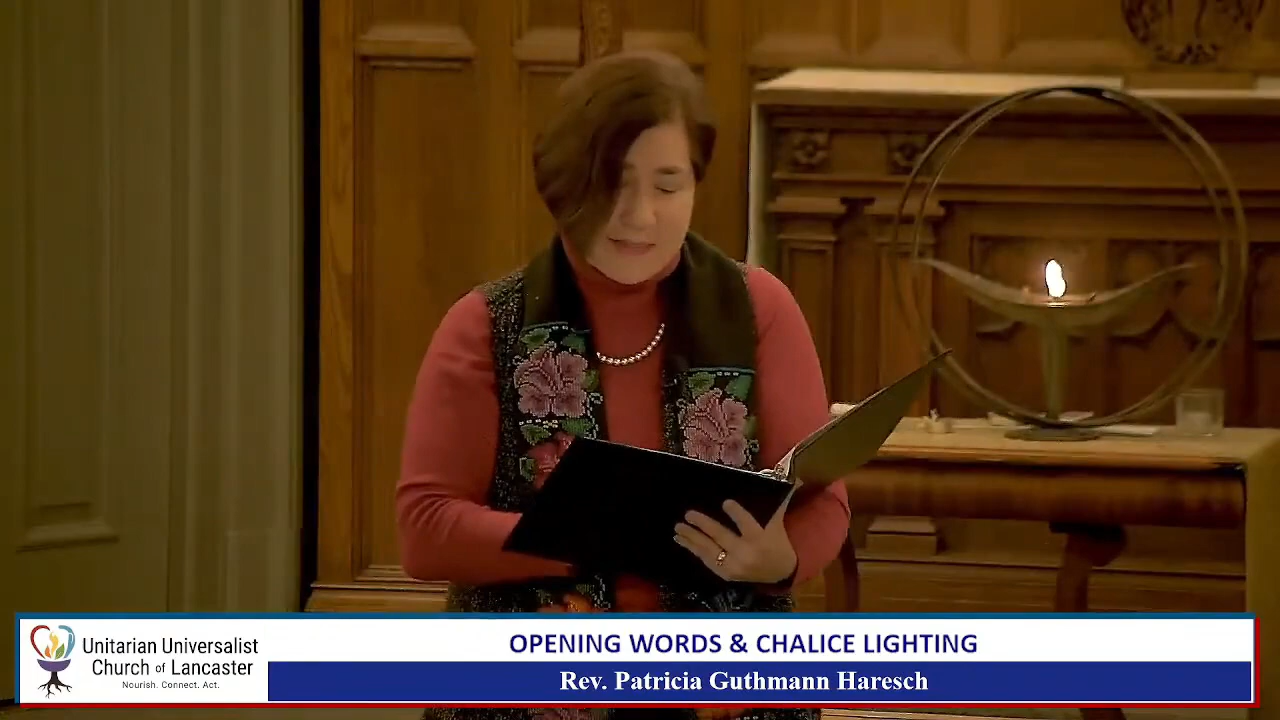 OPENING WORDS & CHALICE LIGHTING
Rev. Patricia Guthmann Haresch
Unitarian Universalist
Church of Lancaster
Nourish. Connect. Act.